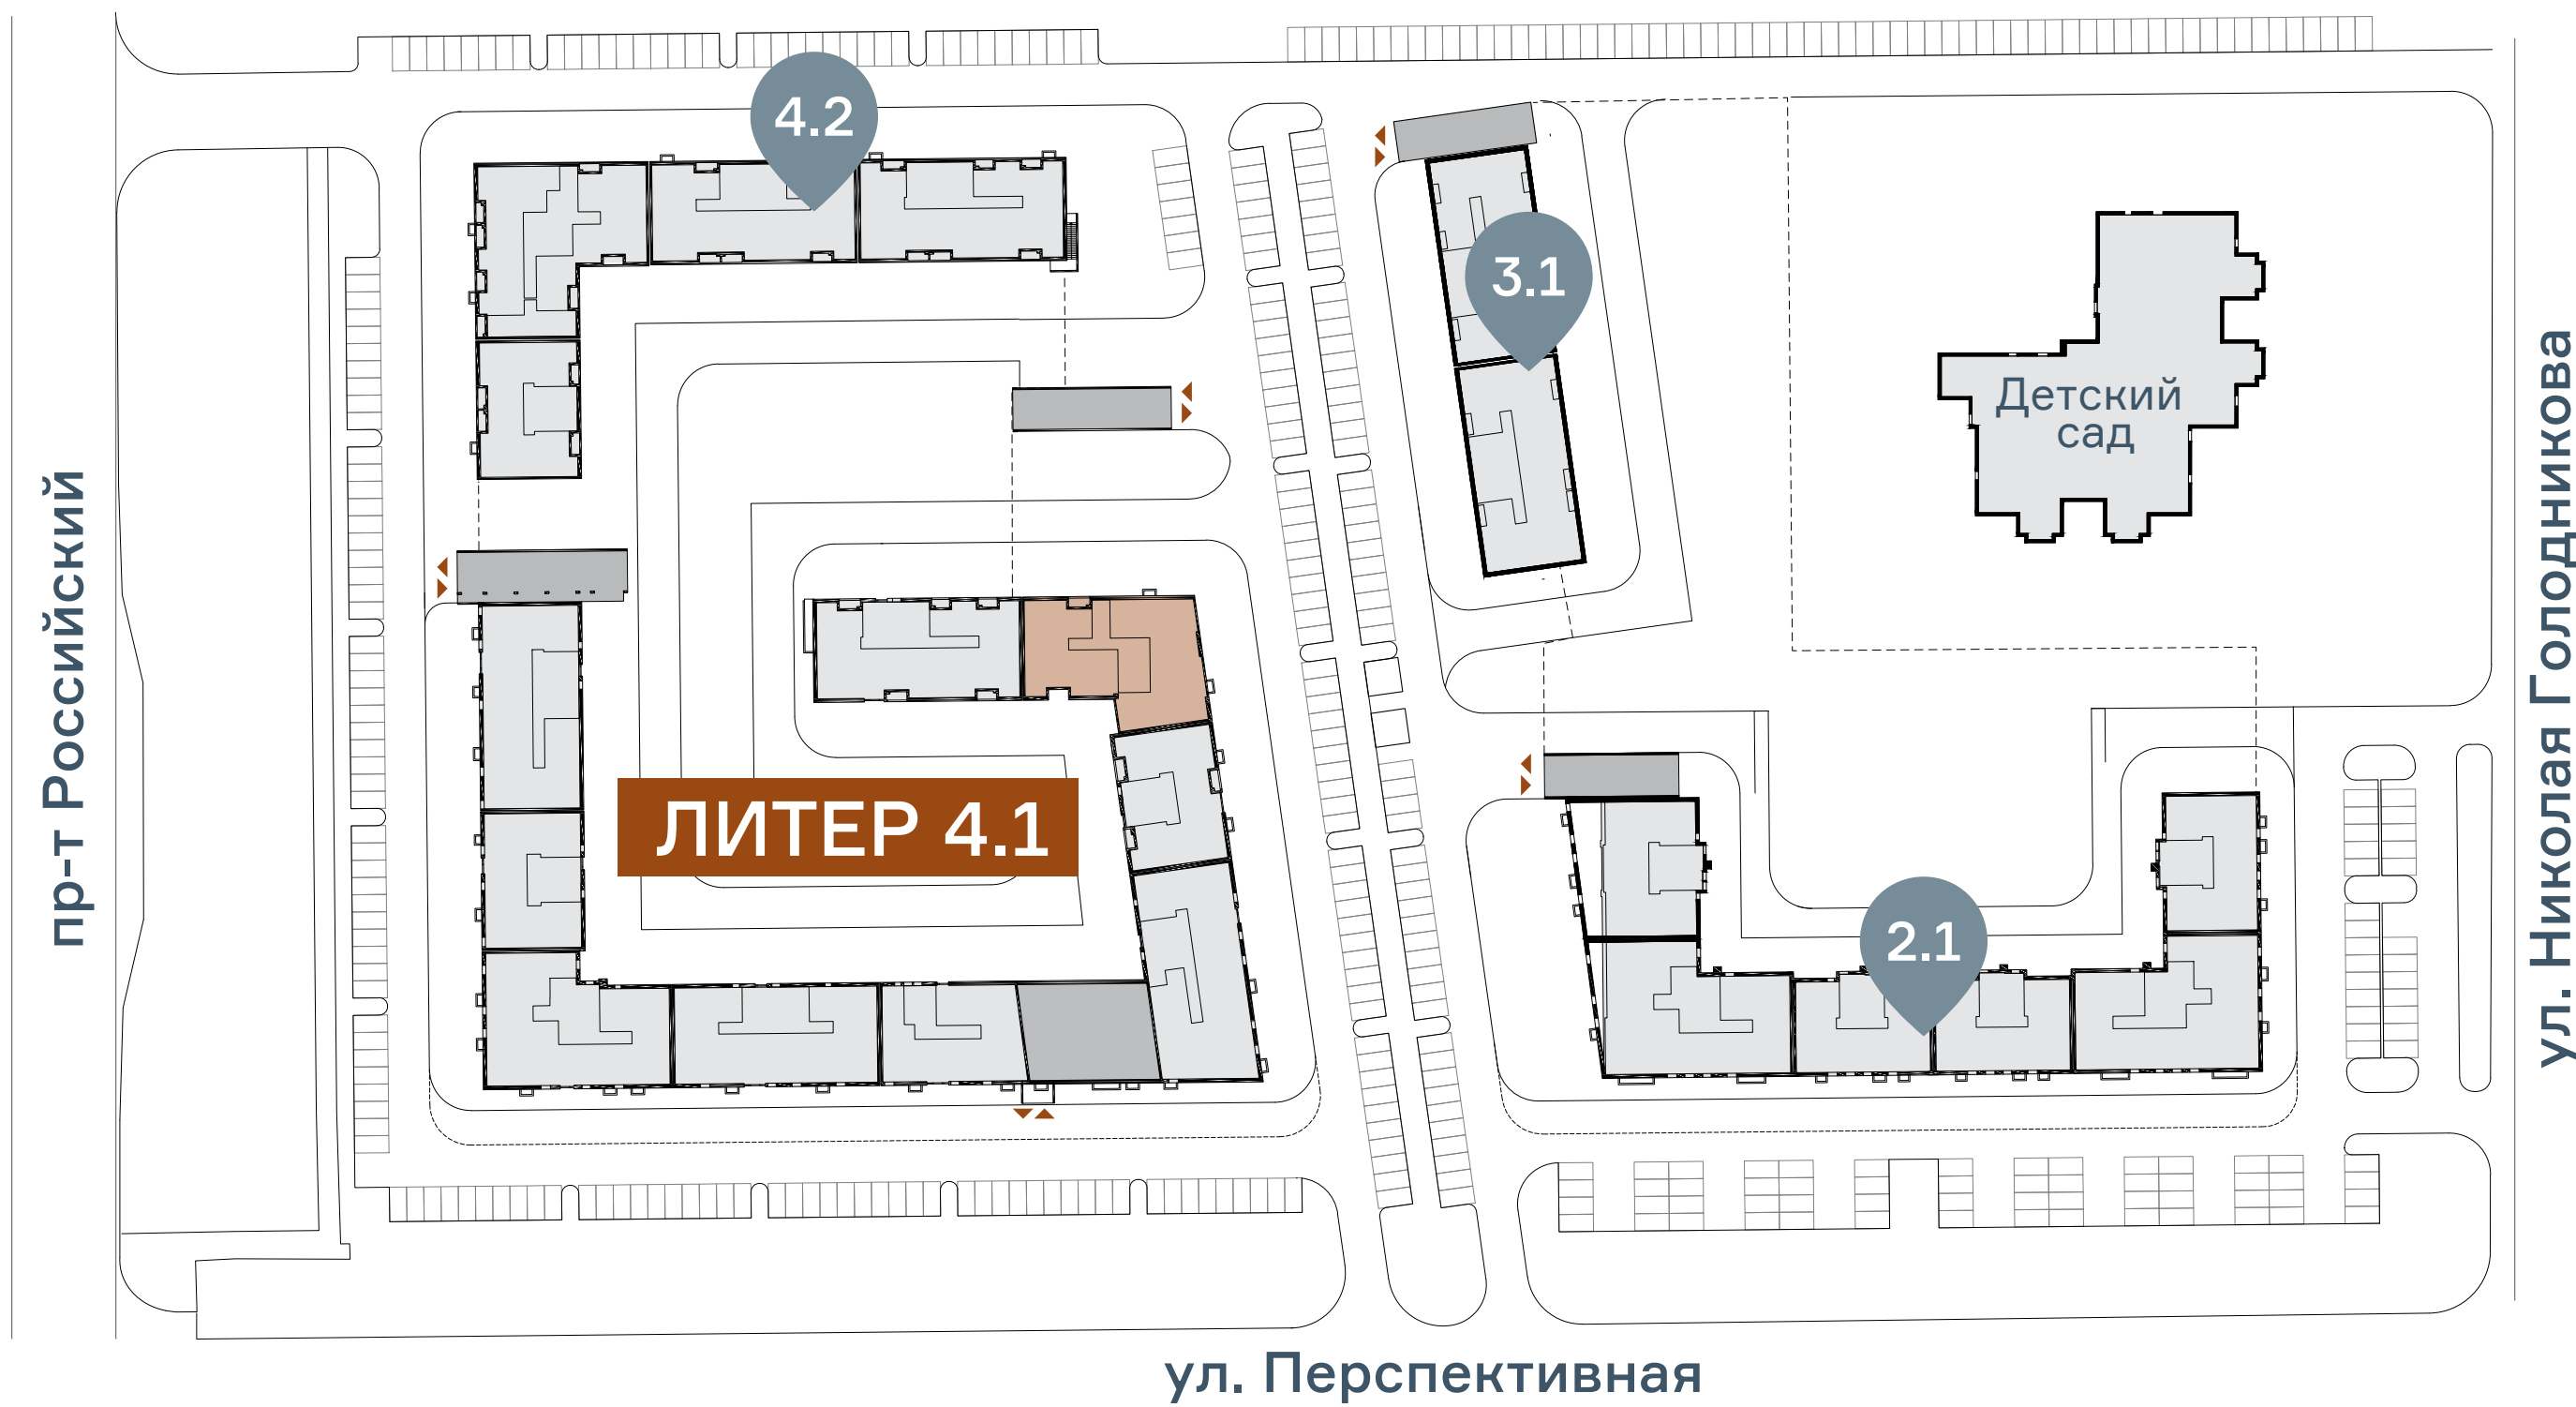 4.2
3.1
Детский
сад
пр-т Российский
ул. Николая Голодникова
ЛИТЕР 4.1
2.1
ул. Перспективная